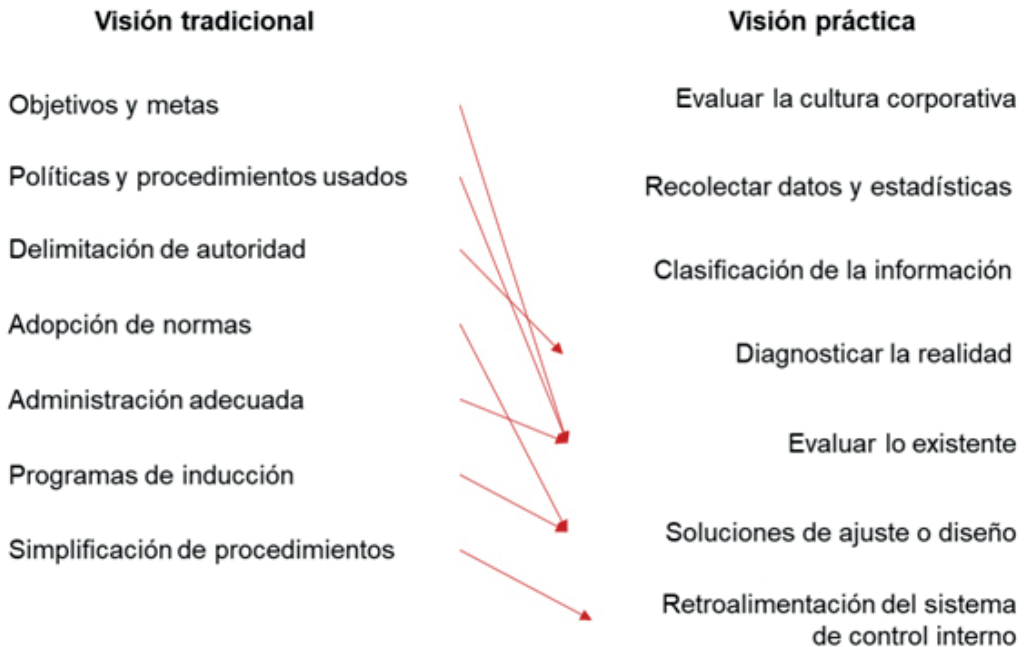 Visión tradicional
Objetivos y metas
Políticas y procedimientos usados
Delimitación de autoridad
Adopción de normas
Administración adecuada
Programas de inducción
Simplificación de procedimientos
Visión práctica
Evaluar la cultura corporativa
Recolectar datos y estadísticas
Clasificación de la información
Diagnosticar la realidad
Evaluar lo existente
Soluciones de ajuste o diseño
Retroalimentación del sistema
de control interno